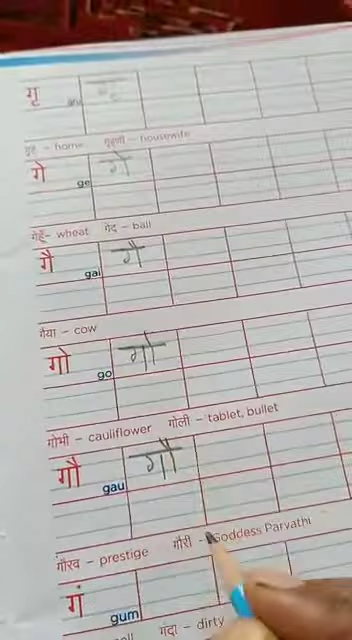 गृ गृ
गृह - home गृहणी - housewife
गे ge गे
गेहूँ - wheat गेंद - ball
गै gai गै
गैया - cow
गो go गो
गोभी - cauliflower गोली - tablet, bullet
गौ gau गौ
गौरव - prestige गौरी - Goddess Parvathi
गं gum
गंदा - dirty